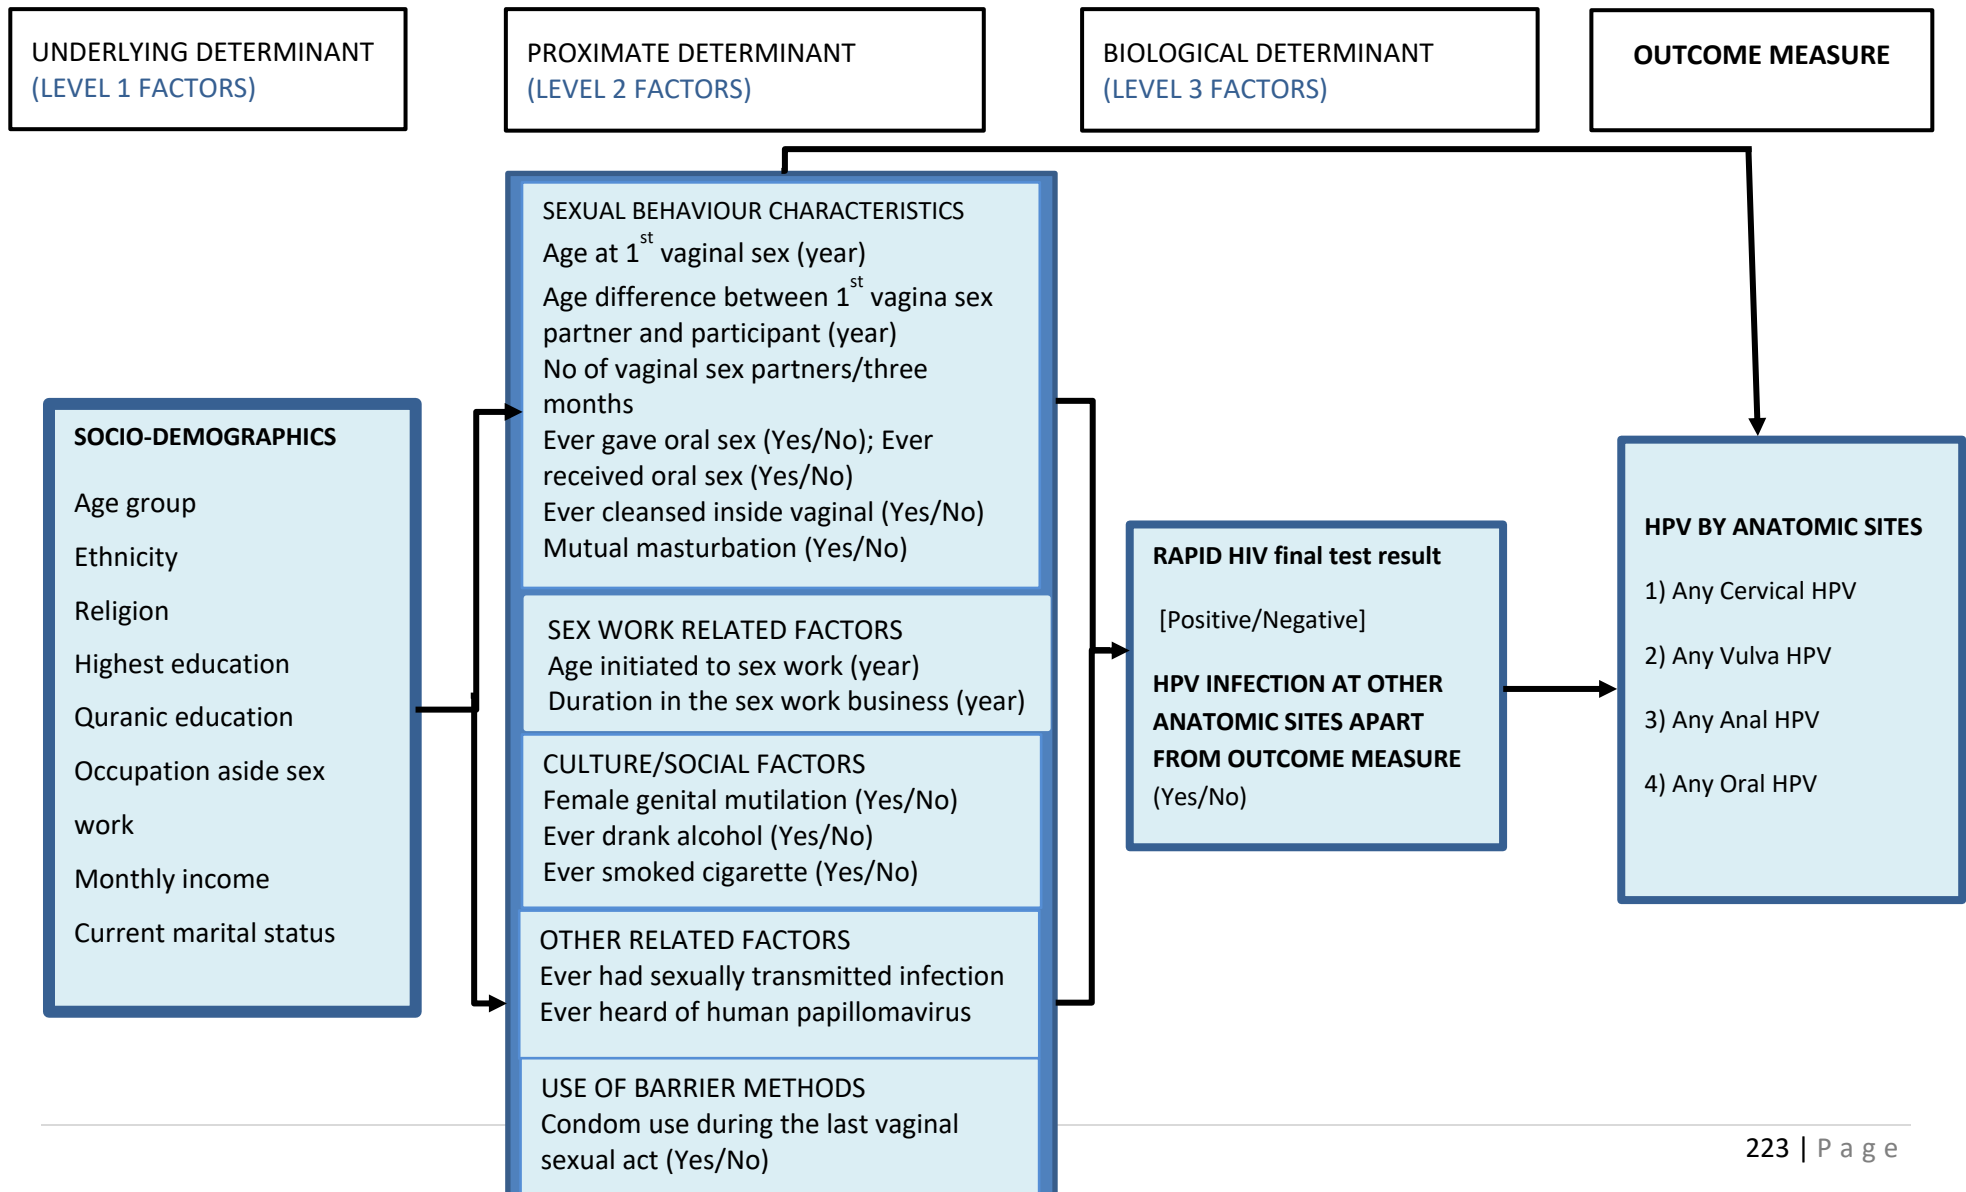 UNDERLYING DETERMINANT
(LEVEL 1 FACTORS)
PROXIMATE DETERMINANT
(LEVEL 2 FACTORS)
BIOLOGICAL DETERMINANT
(LEVEL 3 FACTORS)
OUTCOME MEASURE
SOCIO-DEMOGRAPHICS
Age group
Ethnicity
Religion
Highest education
Quranic education
Occupation aside sex
work
Monthly income
Current marital status
SEXUAL BEHAVIOUR CHARACTERISTICS
Age at 1st vaginal sex (year)
Age difference between 1st vagina sex
partner and participant (year)
No of vaginal sex partners/three
months
Ever gave oral sex (Yes/No); Ever
received oral sex (Yes/No)
Ever cleansed inside vaginal (Yes/No)
Mutual masturbation (Yes/No)
SEX WORK RELATED FACTORS
Age initiated to sex work (year)
Duration in the sex work business (year)
CULTURE/SOCIAL FACTORS
Female genital mutilation (Yes/No)
Ever drank alcohol (Yes/No)
Ever smoked cigarette (Yes/No)
OTHER RELATED FACTORS
Ever had sexually transmitted infection
Ever heard of human papillomavirus
USE OF BARRIER METHODS
Condom use during the last vaginal
sexual act (Yes/No)
RAPID HIV final test result
[Positive/Negative]
HPV INFECTION AT OTHER
ANATOMIC SITES APART
FROM OUTCOME MEASURE
(Yes/No)
HPV BY ANATOMIC SITES
1) Any Cervical HPV
2) Any Vulva HPV
3) Any Anal HPV
4) Any Oral HPV
223 | Page